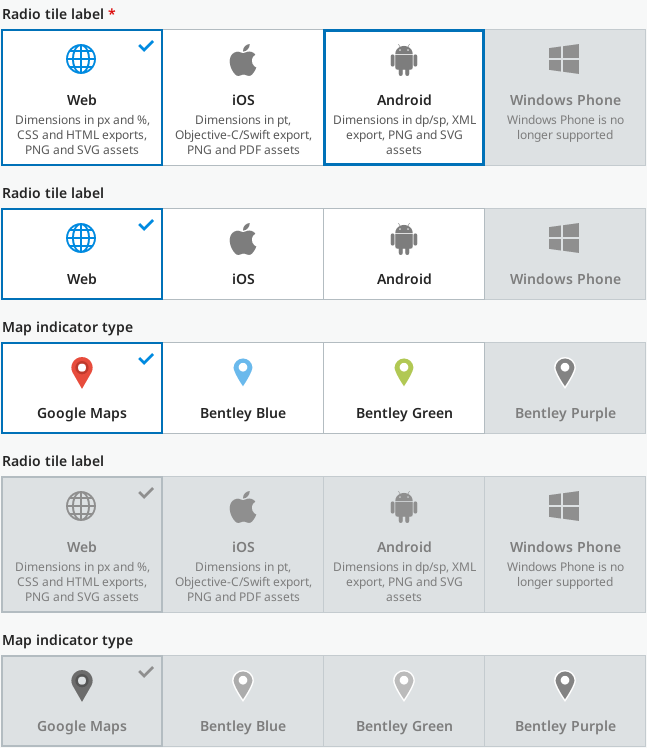 Radio tile label *
Web
Dimensions in px and %,
CSS and HTML exports,
PNG and SVG assets
iOS
Dimensions in pt,
Objective-C/Swift export,
PNG and PDF assets
Android
Dimensions in dp/sp, XML
export, PNG and SVG
assets
Windows Phone
Windows Phone is no
longer supported
Radio tile label
Web
iOS
Android
Windows Phone
Map indicator type
Google Maps
Bentley Blue
Bentley Green
Bentley Purple
Radio tile label
Web
Dimensions in px and %,
CSS and HTML exports,
PNG and SVG assets
iOS
Dimensions in pt,
Objective-C/Swift export,
PNG and PDF assets
Android
Dimensions in dp/sp, XML
export, PNG and SVG
assets
Windows Phone
Windows Phone is no
longer supported
Map indicator type
Google Maps
Bentley Blue
Bentley Green
Bentley Purple